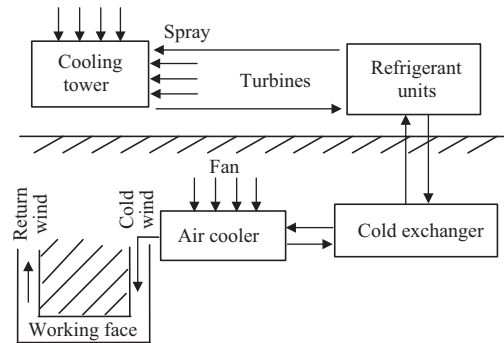 Spray
Cooling
tower
Turbines
Refrigerant
units
Fan
Return
wind
Cold
wind
Air cooler
Cold exchanger
Working face